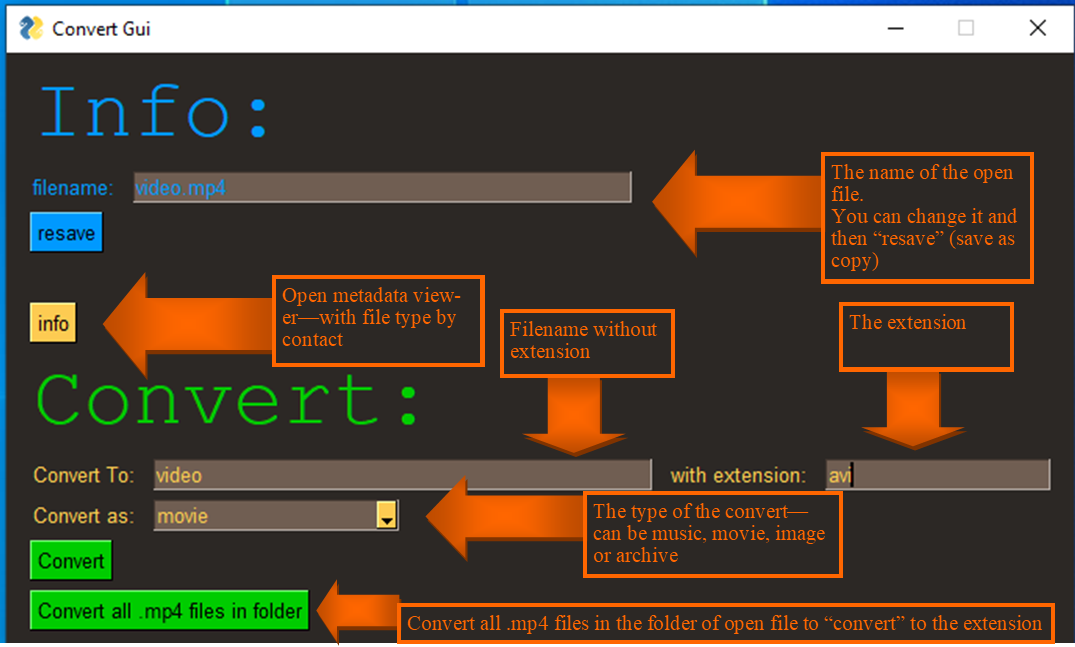 Convert Gui
Info:
filename: video.mp4
The name of the open
file.
You can change it and
then “resave” (save as
copy)
resave
Open metadata view-
er—with file type by
contact
info
Filename without
extension
The extension
Convert:
Convert To: video with extension: avi
Convert as: movie
The type of the convert—
can be music, movie, image
or archive
Convert
Convert all .mp4 files in folder
Convert all .mp4 files in the folder of open file to “convert” to the extension